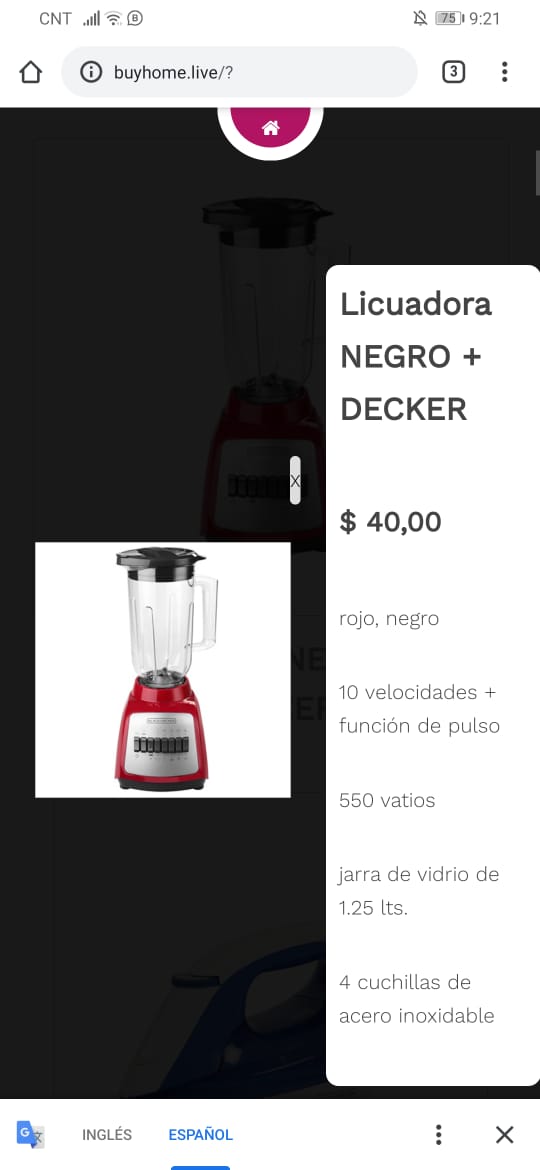 CNT 75 9:21
buyhome.live/? 3
Licuadora
NEGRO +
DECKER
X
$ 40,00
rojo, negro
10 velocidades +
función de pulso
550 vatios
jarra de vidrio de
1.25 lts.
4 cuchillas de
acero inoxidable
INGLÉS ESPAÑOL